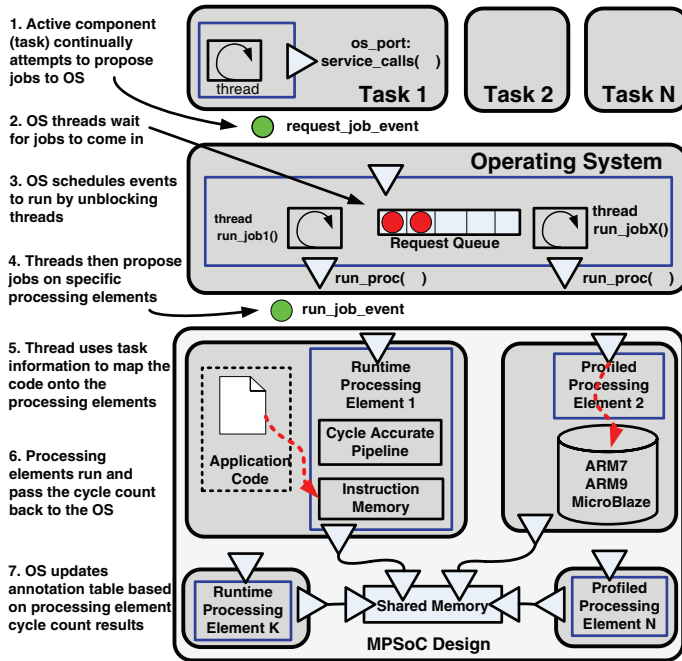 1. Active component
(task) continually
attempts to propose
jobs to OS
2. OS threads wait
for jobs to come in
3. OS schedules events
to run by unblocking
threads
4. Threads then propose
jobs on specific
processing elements
5. Thread uses task
information to map the
code onto the
processing elements
6. Processing
elements run and
pass the cycle count
back to the OS
7. OS updates
annotation table based
on processing element
cycle count results
thread
os_port:
service_calls( )
Task 1
Task 2
Task N
request_job_event
Operating System
thread
run_job1()
Request Queue
thread
run_jobX()
run_proc( )
run_proc( )
run_job_event
Application
Code
Runtime
Processing
Element 1
Cycle Accurate
Pipeline
Instruction
Memory
Profiled
Processing
Element 2
ARM7
ARM9
MicroBlaze
Runtime
Processing
Element K
Shared Memory
Profiled
Processing
Element N
MPSoC Design